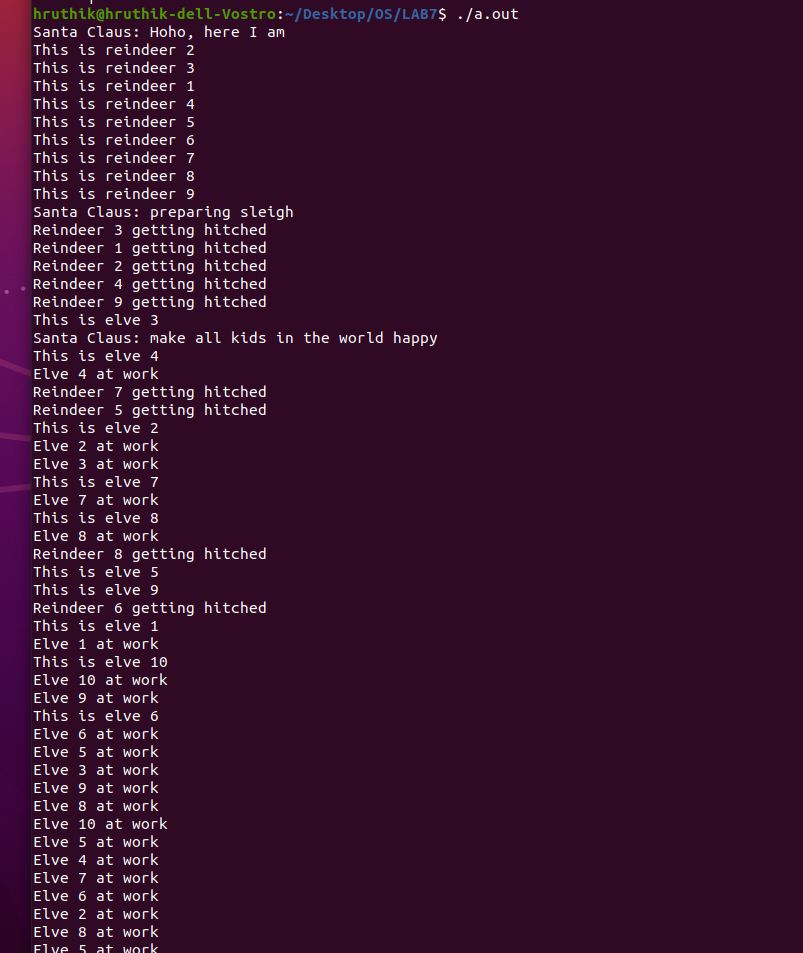 hruthik@hruthik-dell-Vostro:~/Desktop/OS/LAB7$ ./a.out
Santa Claus: Hoho, here I am
This is reindeer 2
This is reindeer 3
This is reindeer 1
This is reindeer 4
This is reindeer 5
This is reindeer 6
This is reindeer 7
This is reindeer 8
This is reindeer 9
Santa Claus: preparing sleigh
Reindeer 3 getting hitched
Reindeer 1 getting hitched
Reindeer 2 getting hitched
Reindeer 4 getting hitched
Reindeer 9 getting hitched
This is elve 3
Santa Claus: make all kids in the world happy
This is elve 4
Elve 4 at work
Reindeer 7 getting hitched
Reindeer 5 getting hitched
This is elve 2
Elve 2 at work
Elve 3 at work
This is elve 7
Elve 7 at work
This is elve 8
Elve 8 at work
Reindeer 8 getting hitched
This is elve 5
This is elve 9
Reindeer 6 getting hitched
This is elve 1
Elve 1 at work
This is elve 10
Elve 10 at work
Elve 9 at work
This is elve 6
Elve 6 at work
Elve 5 at work
Elve 3 at work
Elve 9 at work
Elve 8 at work
Elve 10 at work
Elve 5 at work
Elve 4 at work
Elve 7 at work
Elve 6 at work
Elve 2 at work
Elve 8 at work
Elve 5 at work